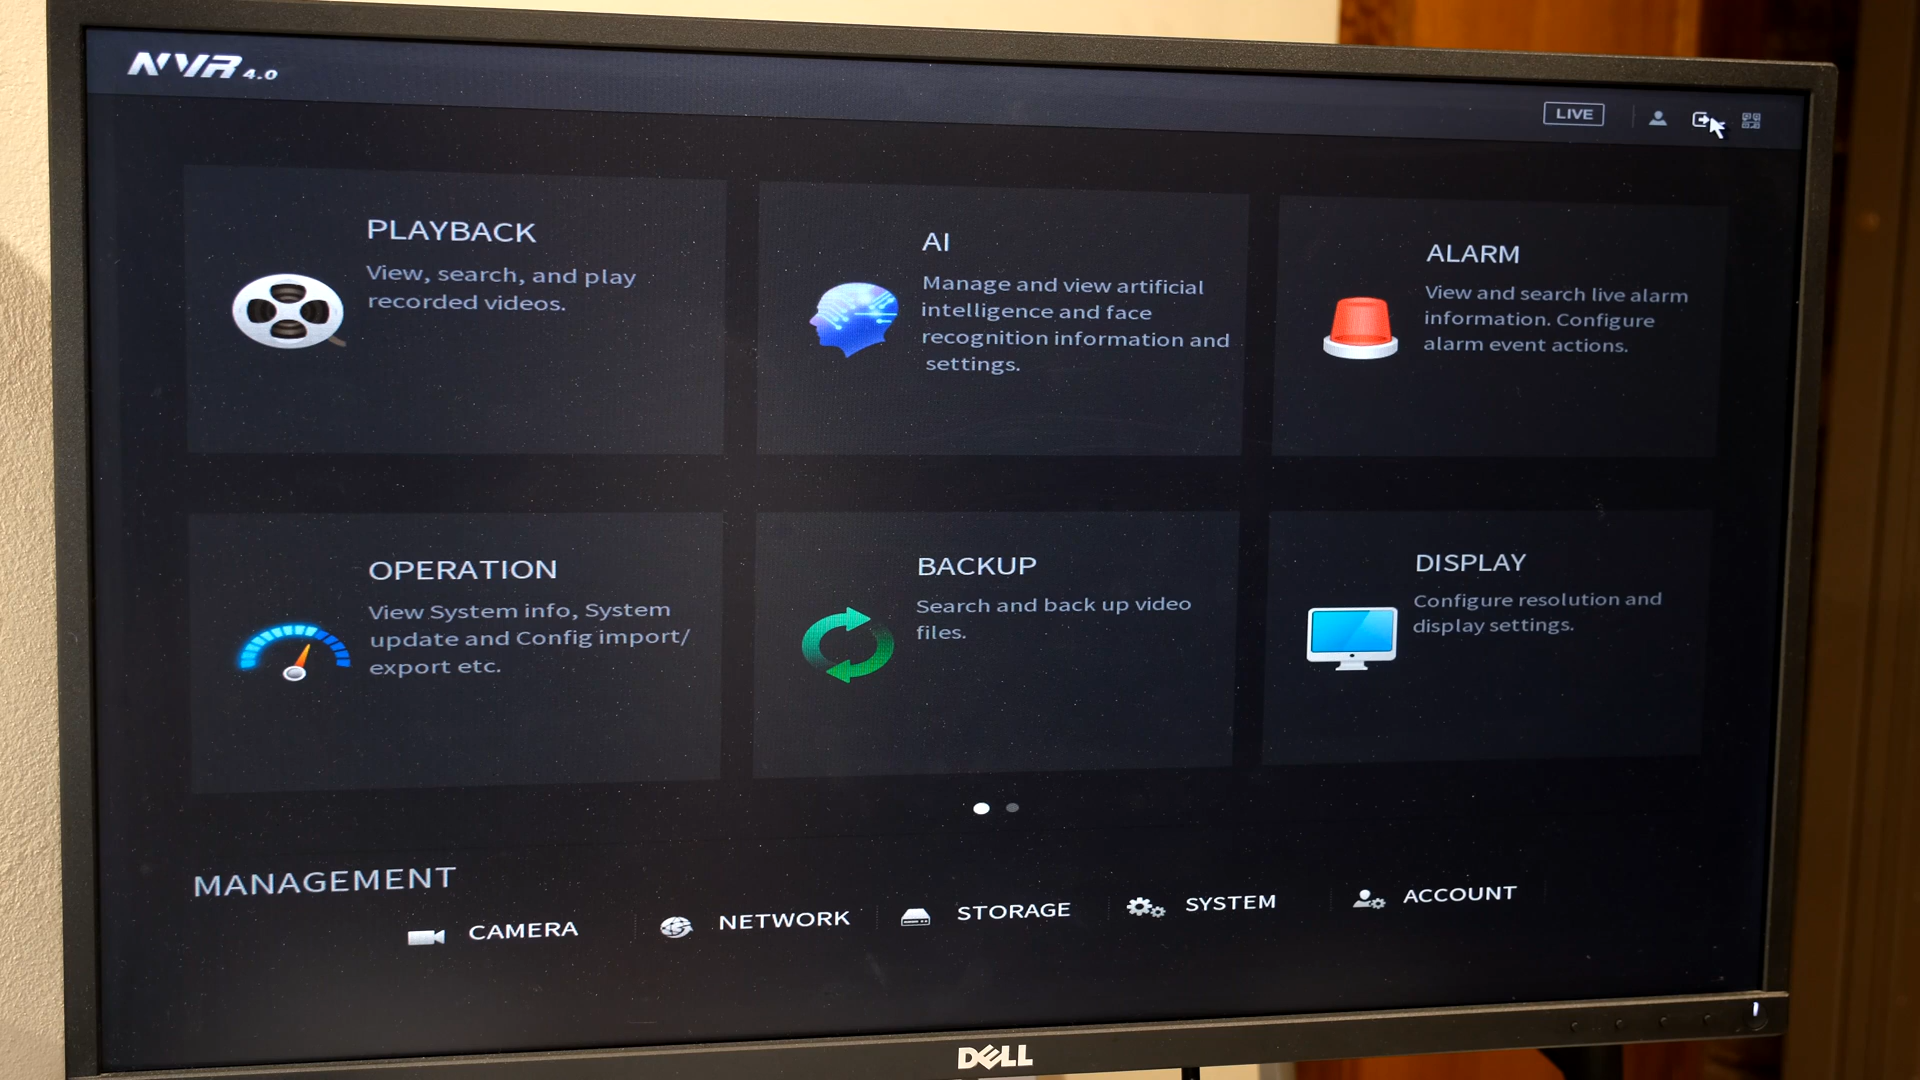 NVR 4.0
LIVE
PLAYBACK
View, search, and play
recorded videos.
AI
Manage and view artificial
intelligence and face
recognition information and
settings.
ALARM
View and search live alarm
information. Configure
alarm event actions.
OPERATION
View System info, System
update and Config import/
export etc.
BACKUP
Search and back up video
files.
DISPLAY
Configure resolution and
display settings.
MANAGEMENT
CAMERA NETWORK STORAGE SYSTEM ACCOUNT
DELL